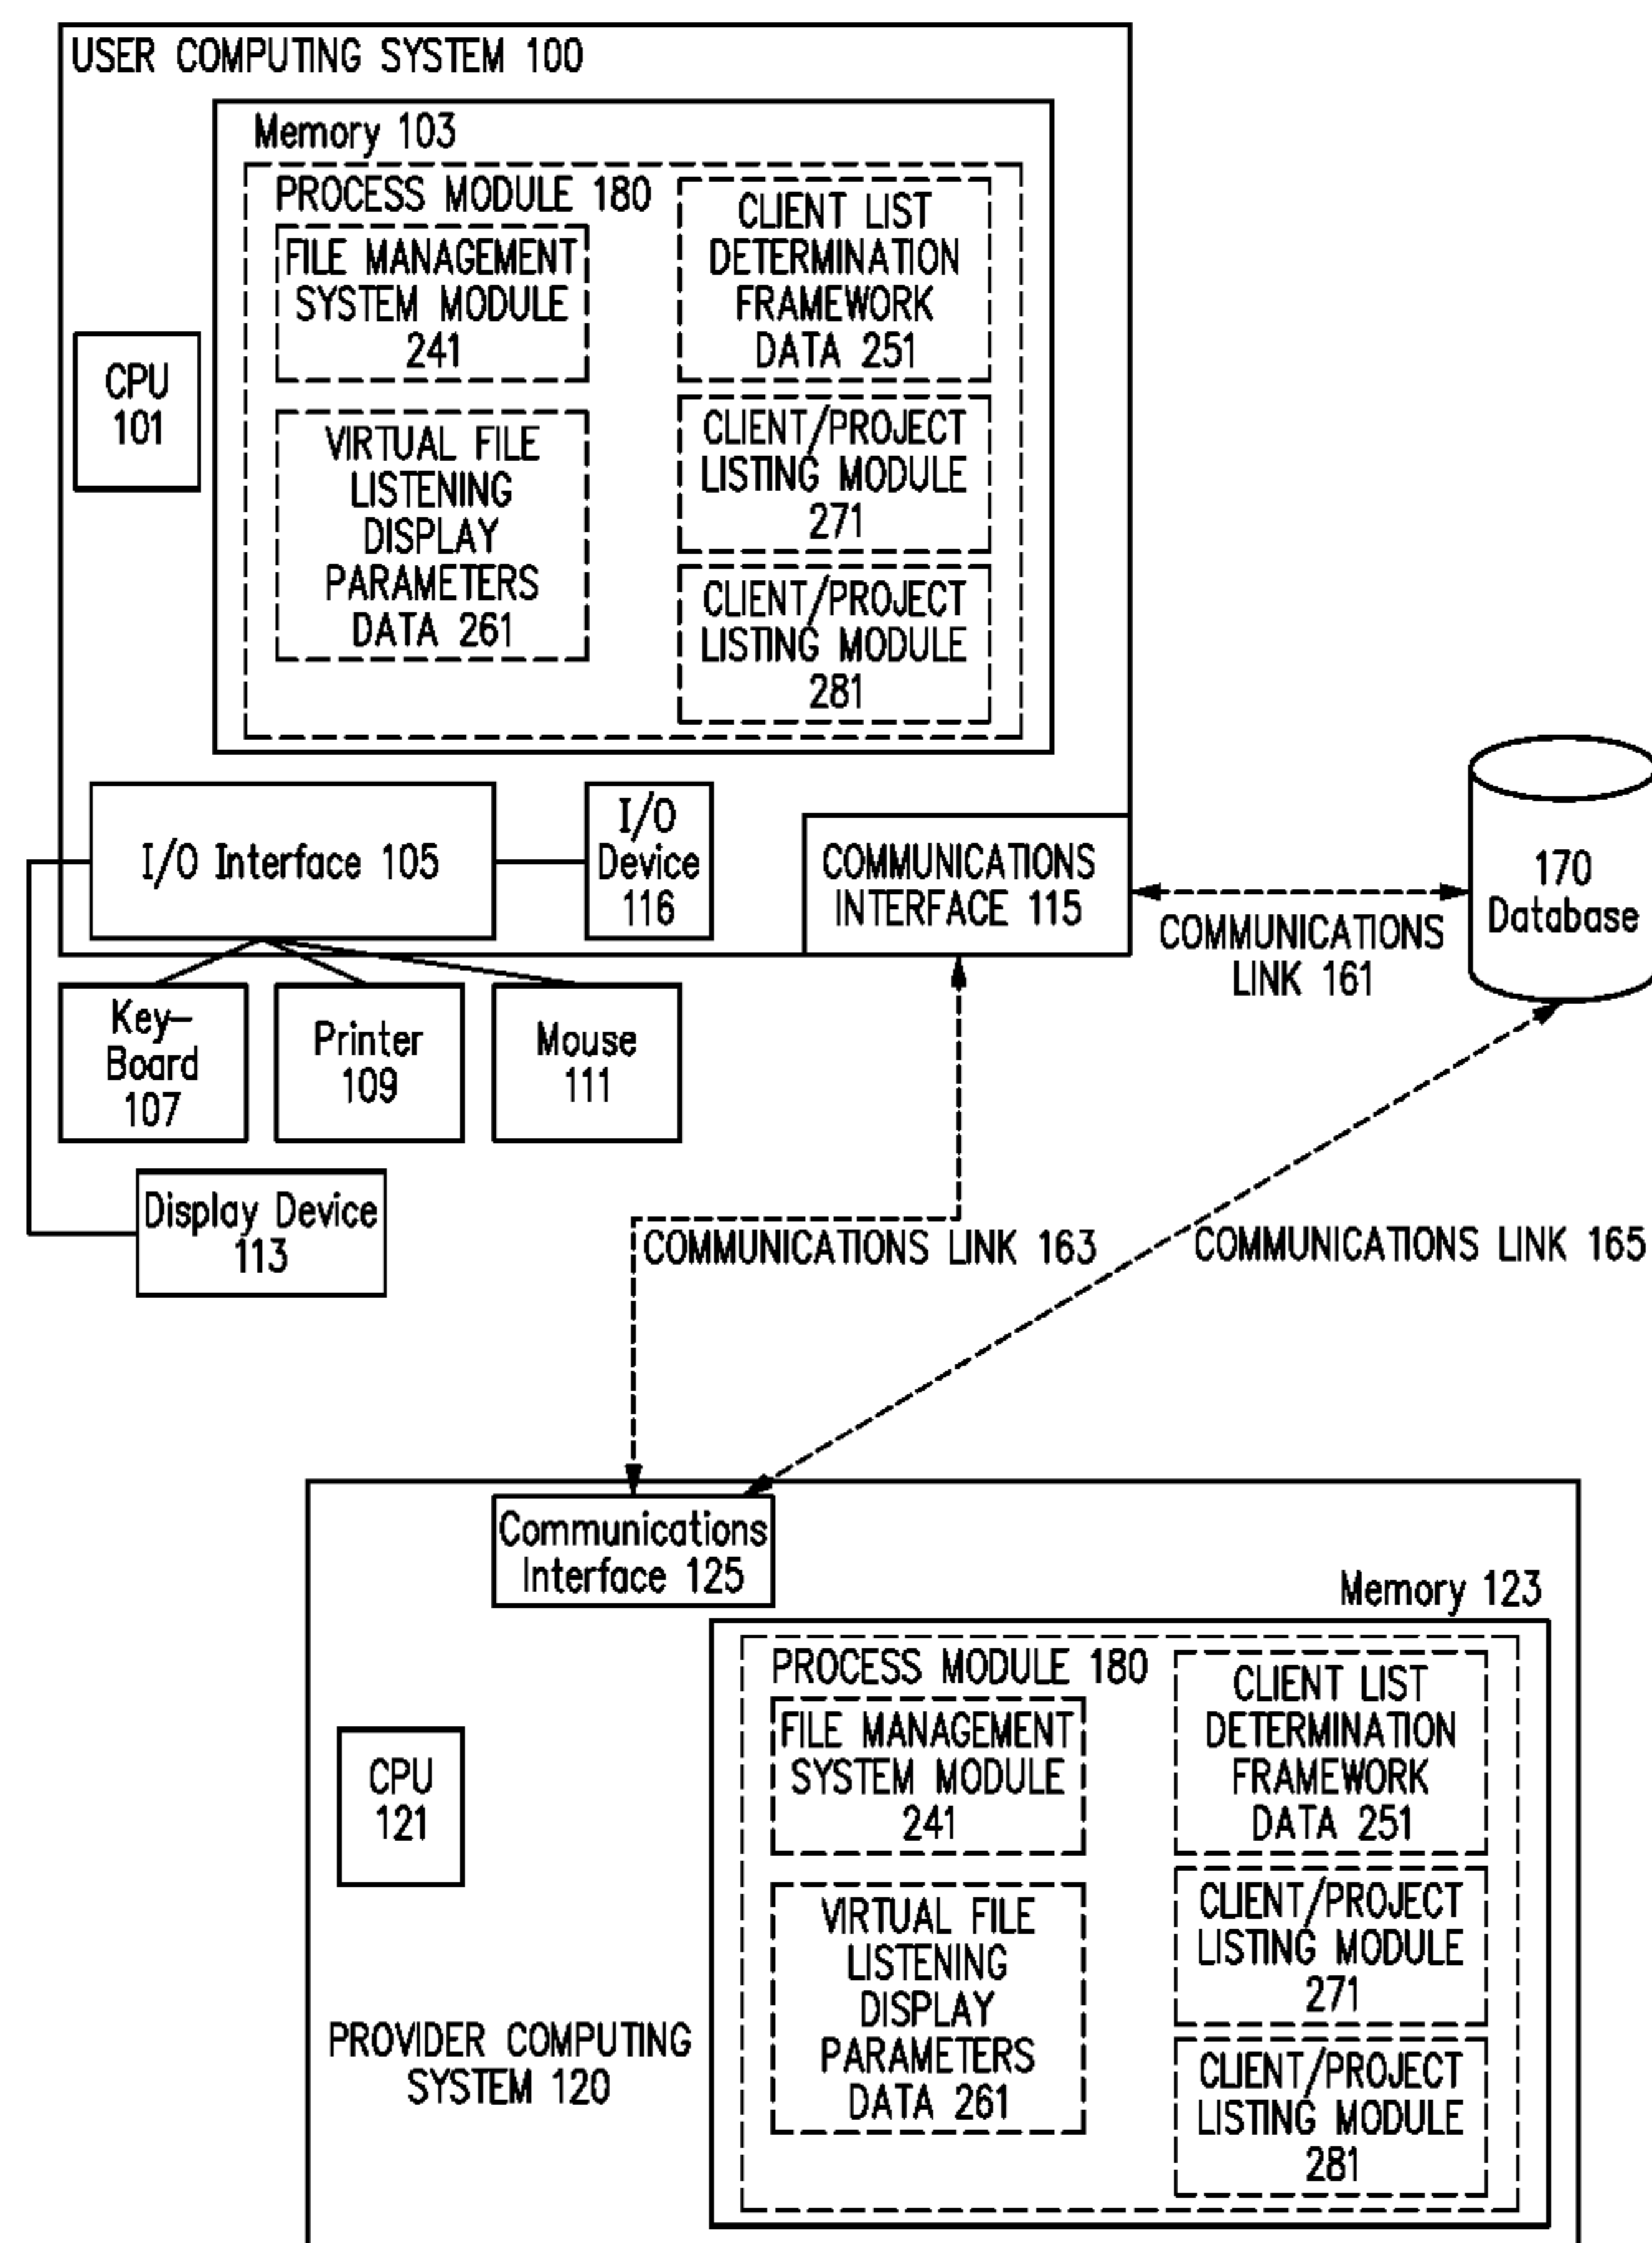 USER COMPUTING SYSTEM 100
Memory 103
PROCESS MODULE 180
FILE MANAGEMENT
SYSTEM MODULE
241
CLIENT LIST
DETERMINATION
FRAMEWORK
DATA 251
CPU
101
VIRTUAL FILE
LISTENING
DISPLAY
PARAMETERS
DATA 261
CLIENT/PROJECT
LISTING MODULE
271
CLIENT/PROJECT
LISTING MODULE
281
I/O Interface 105
I/O
Device
116
COMMUNICATIONS
INTERFACE 115
COMMUNICATIONS
LINK 161
170
Database
Key-
Board
107
Printer
109
Mouse
111
Display Device
113
COMMUNICATIONS LINK 163
COMMUNICATIONS LINK 165
Communications
Interface 125
Memory 123
PROCESS MODULE 180
FILE MANAGEMENT
SYSTEM MODULE
241
CLIENT LIST
DETERMINATION
FRAMEWORK
DATA 251
CPU
121
VIRTUAL FILE
LISTENING
DISPLAY
PARAMETERS
DATA 261
CLIENT/PROJECT
LISTING MODULE
271
PROVIDER COMPUTING
SYSTEM 120
CLIENT/PROJECT
LISTING MODULE
281